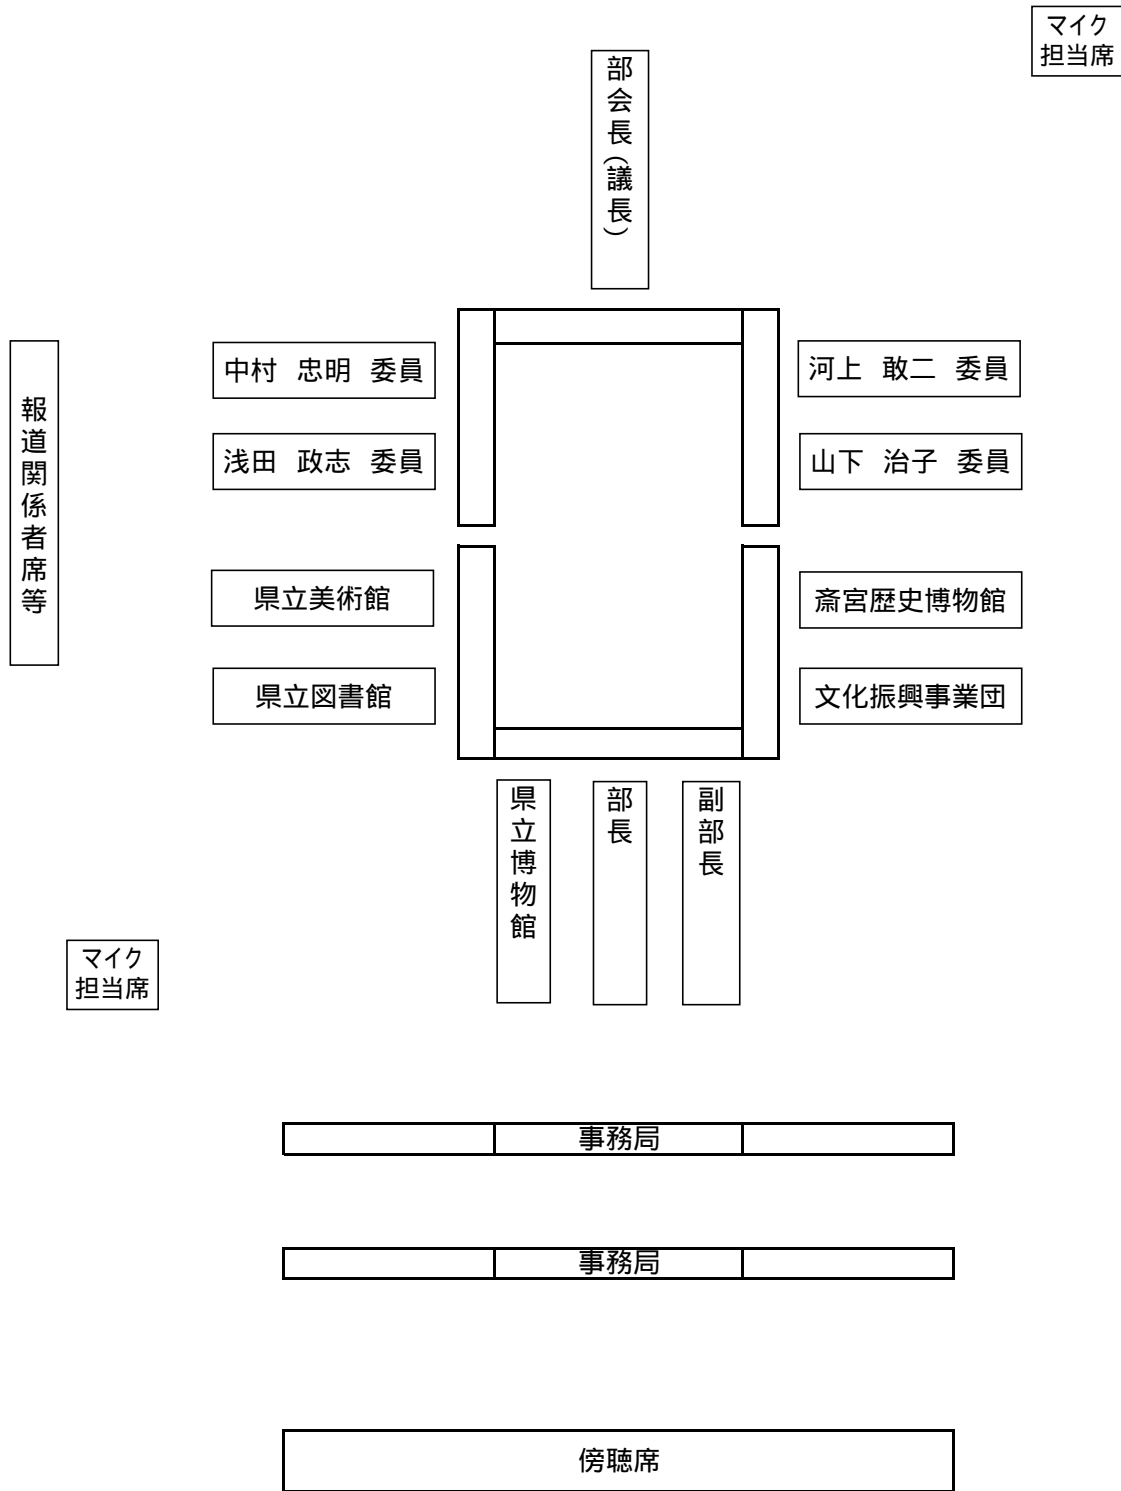 マイク
担当席
部会長（議長）
中村 忠明 委員
河上 敢二 委員
報道関係者席等
浅田 政志 委員
山下 治子 委員
県立美術館
斎宮歴史博物館
県立図書館
文化振興事業団
県立博物館
部長
副部長
マイク
担当席
事務局
事務局
傍聴席